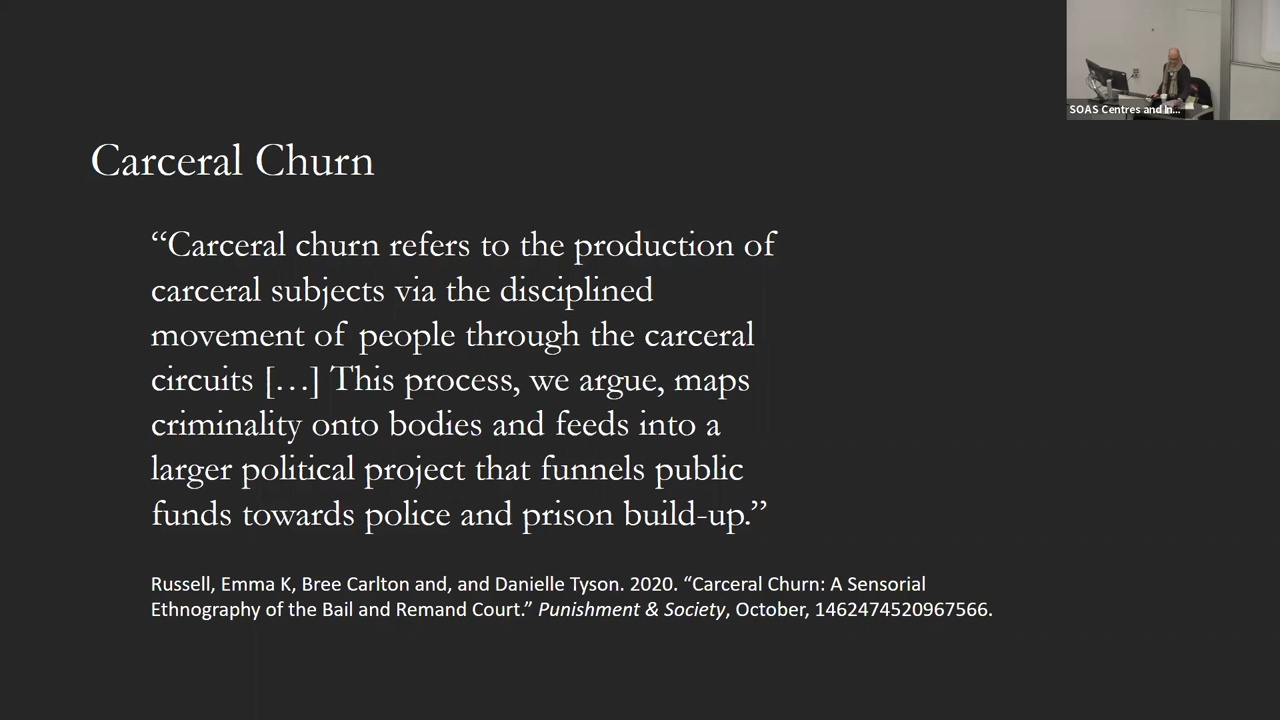 SOAS Centres and In...
Carceral Churn
“Carceral churn refers to the production of
carceral subjects via the disciplined
movement of people through the carceral
circuits […] This process, we argue, maps
criminality onto bodies and feeds into a
larger political project that funnels public
funds towards police and prison build-up.”
Russell, Emma K, Bree Carlton and, and Danielle Tyson. 2020. “Carceral Churn: A Sensorial
Ethnography of the Bail and Remand Court.” Punishment & Society, October, 1462474520967566.